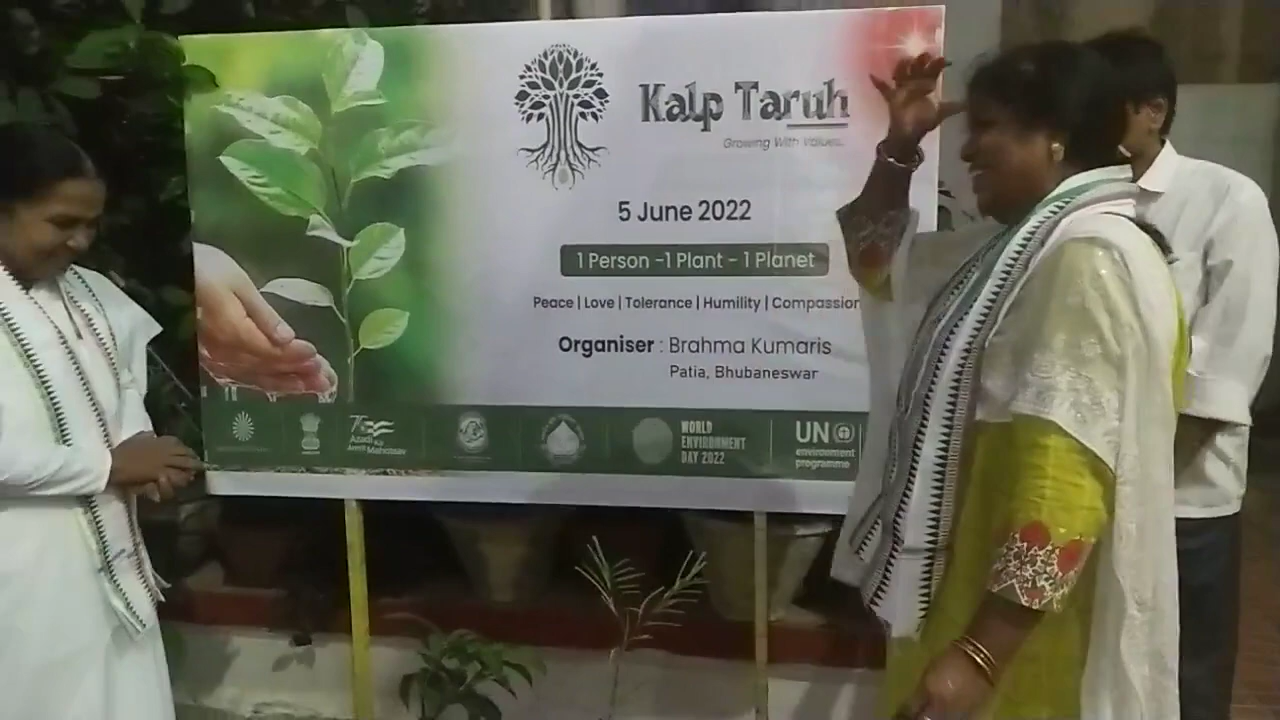 Kalp Taruh
Growing With Values
5 June 2022
1 Person -1 Plant - 1 Planet
Peace | Love | Tolerance | Humility | Compassion
Organiser : Brahma Kumaris
Patia, Bhubaneswar
75
Azadi Ka
Amrit Mahotsav
WORLD
ENVIRONMENT
DAY 2022
UN
environment
programme